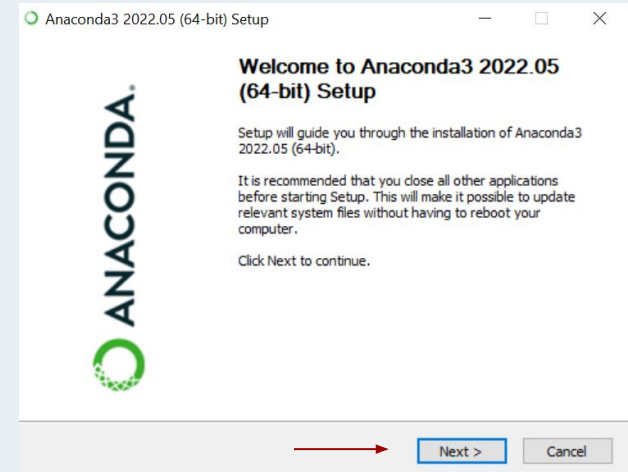 Anaconda3 2022.05 (64-bit) Setup
Welcome to Anaconda3 2022.05
(64-bit) Setup
Setup will guide you through the installation of Anaconda3
2022.05 (64-bit).
It is recommended that you close all other applications
before starting Setup. This will make it possible to update
relevant system files without having to reboot your
computer.
Click Next to continue.
ANACONDA.
Next >
Cancel